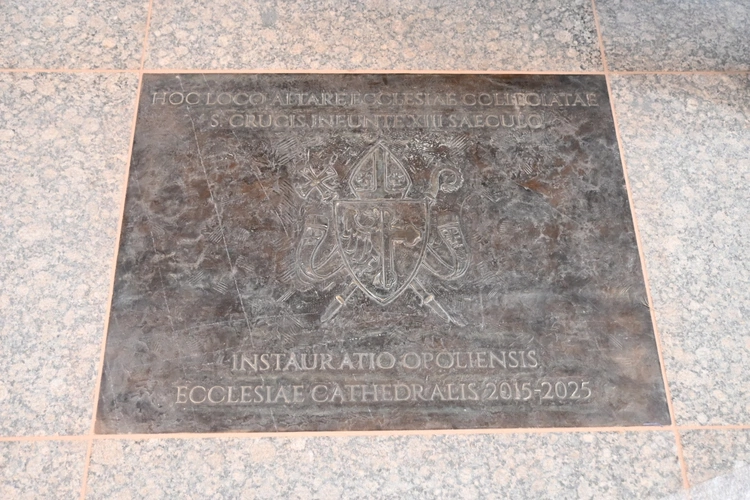 HOC LOCO ALTARE ECCLESIAE COLLEGIATAE
S. CRUCIS, INEUNTE XIII SAECULO
INSTAURATIO OPOLIENSIS
ECCLESIAE CATHEDRALIS 2015-2025